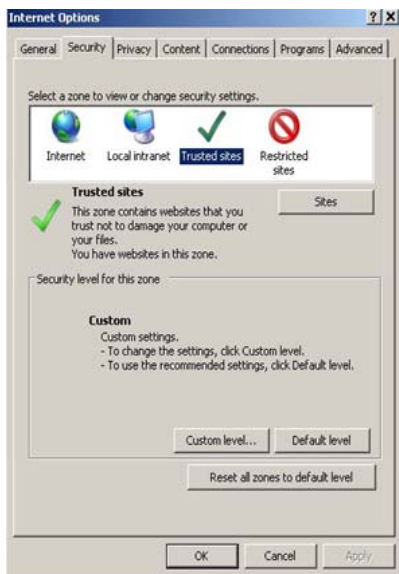 Internet Options
General Security Privacy Content Connections Programs Advanced
Select a zone to view or change security settings.
Internet Local intranet Trusted sites Restricted
sites
Trusted sites
Sites
This zone contains websites that you
trust not to damage your computer or
your files.
You have websites in this zone.
Security level for this zone
Custom
Custom settings.
- To change the settings, click Custom level.
- To use the recommended settings, click Default level.
Custom level... Default level
Reset all zones to default level
OK Cancel Apply